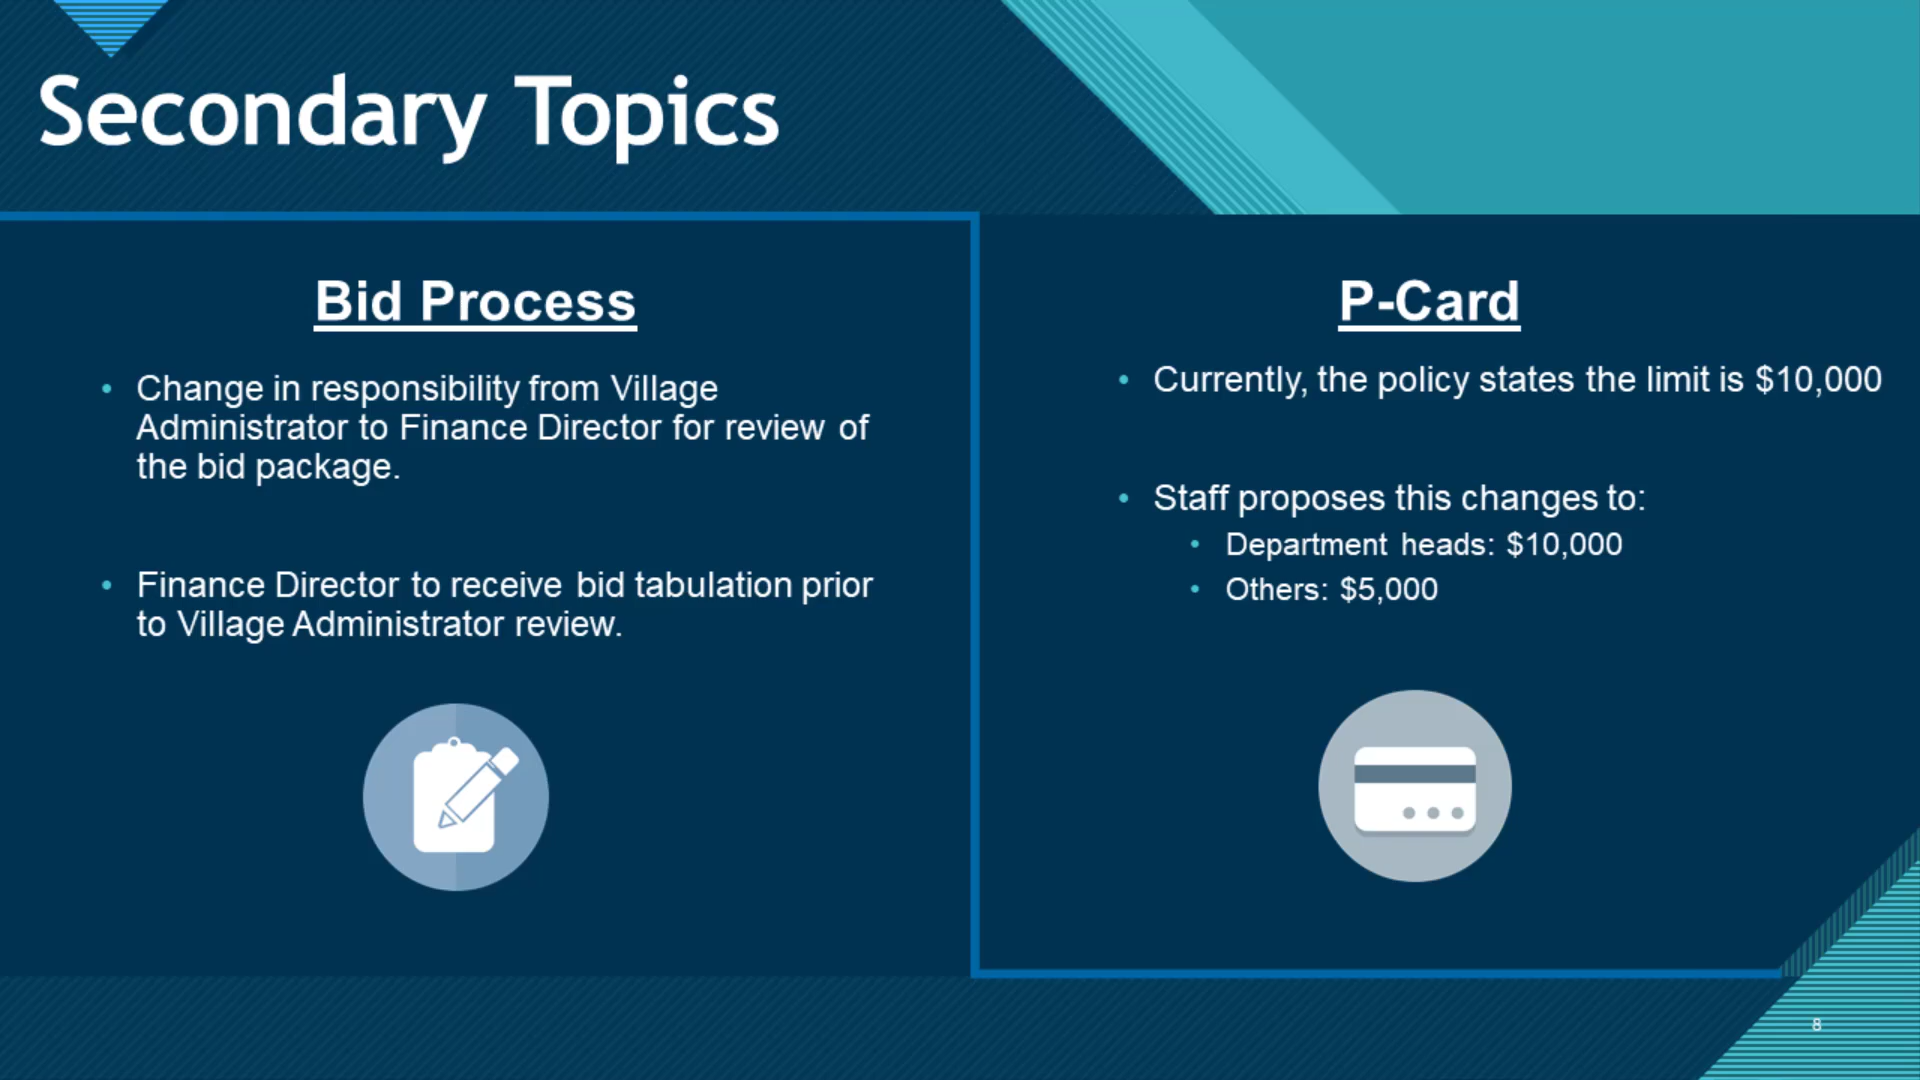 Secondary Topics
Bid Process
• Change in responsibility from Village
Administrator to Finance Director for review of
the bid package.
• Finance Director to receive bid tabulation prior
to Village Administrator review.
P-Card
• Currently, the policy states the limit is $10,000
• Staff proposes this changes to:
• Department heads: $10,000
• Others: $5,000
8